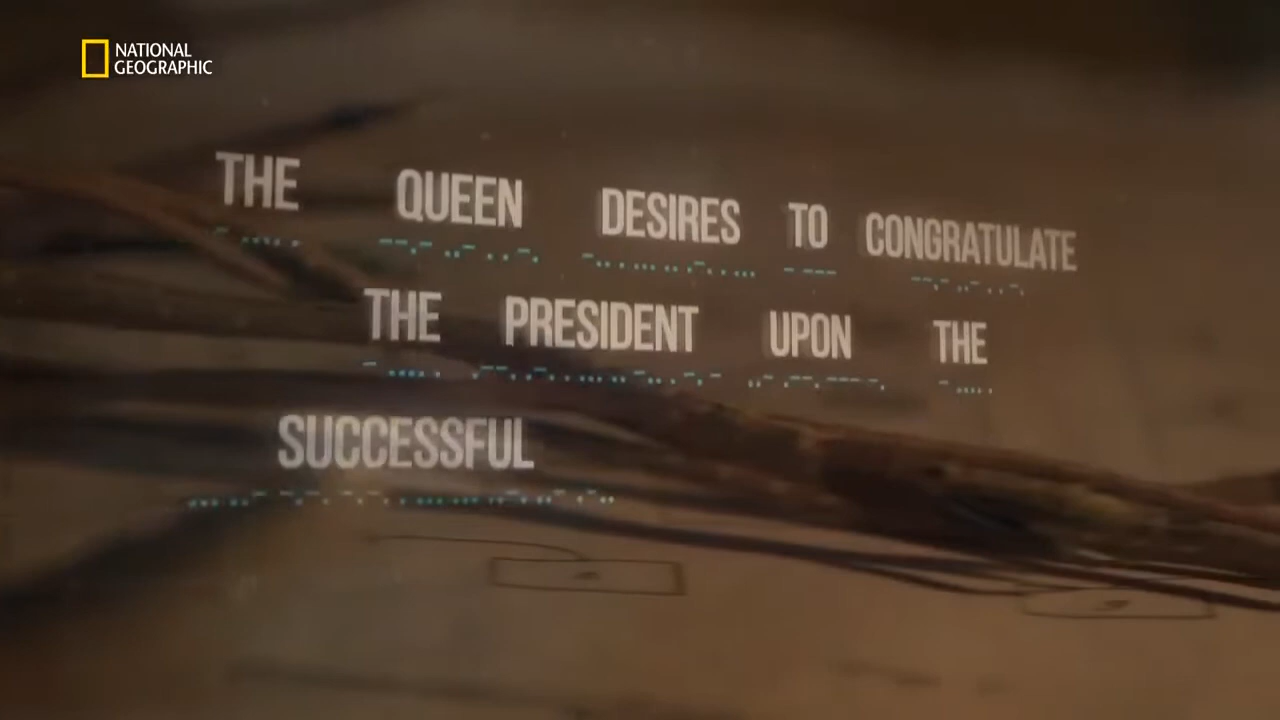 NATIONAL
GEOGRAPHIC
THE QUEEN DESIRES TO CONGRATULATE
THE PRESIDENT UPON THE
SUCCESSFUL